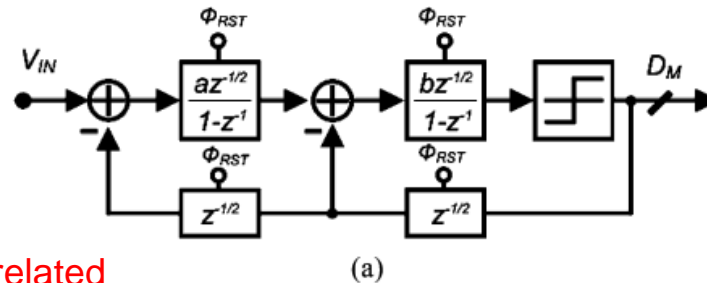 Φ_RST Φ_RST
V_IN az^-1/2 bz^-1/2 D_M
1-z^-1 1-z^-1
Φ_RST Φ_RST
z^-1/2 z^-1/2
related (a)